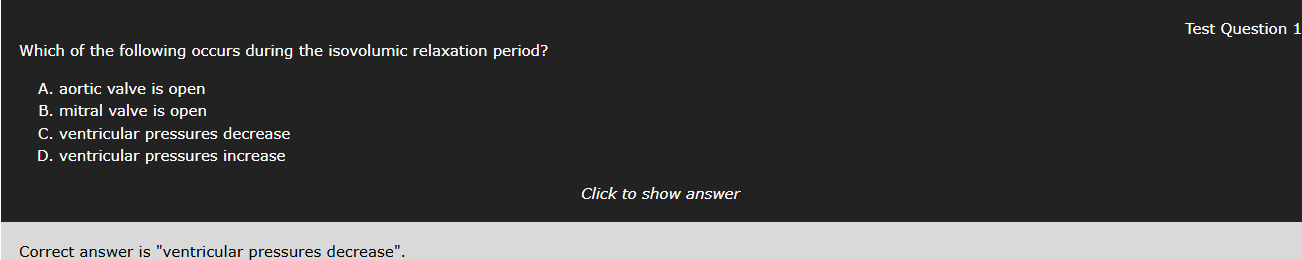 Test Question 1
Which of the following occurs during the isovolumic relaxation period?
A. aortic valve is open
B. mitral valve is open
C. ventricular pressures decrease
D. ventricular pressures increase
Click to show answer
Correct answer is "ventricular pressures decrease".